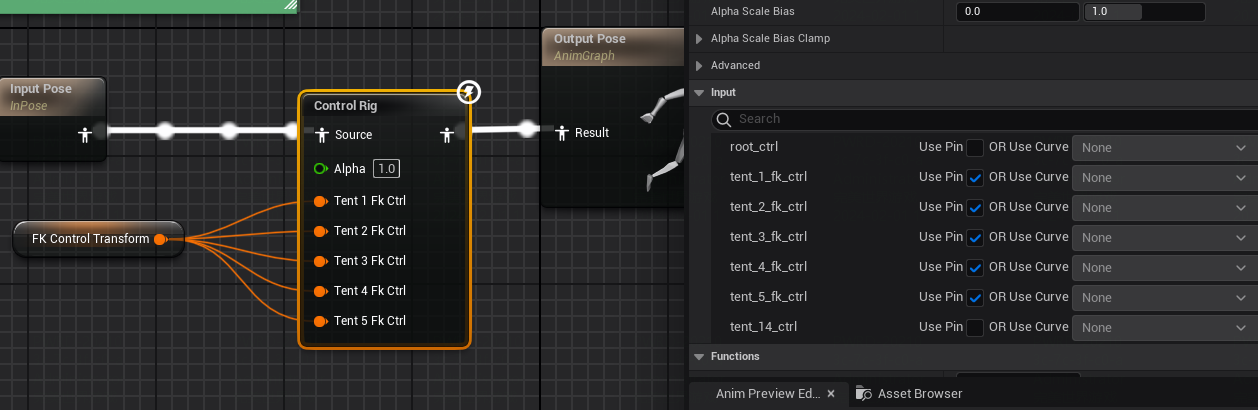 Input Pose
InPose
Control Rig
Source
Alpha 1.0
Tent 1 Fk Ctrl
Tent 2 Fk Ctrl
Tent 3 Fk Ctrl
Tent 4 Fk Ctrl
Tent 5 Fk Ctrl
FK Control Transform
Output Pose
AnimGraph
Result
Alpha Scale Bias 0.0 1.0
Alpha Scale Bias Clamp
Advanced
Input
Search
root_ctrl Use Pin OR Use Curve None
tent_1_fk_ctrl Use Pin OR Use Curve None
tent_2_fk_ctrl Use Pin OR Use Curve None
tent_3_fk_ctrl Use Pin OR Use Curve None
tent_4_fk_ctrl Use Pin OR Use Curve None
tent_5_fk_ctrl Use Pin OR Use Curve None
tent_14_ctrl Use Pin OR Use Curve None
Functions
Anim Preview Ed... Asset Browser